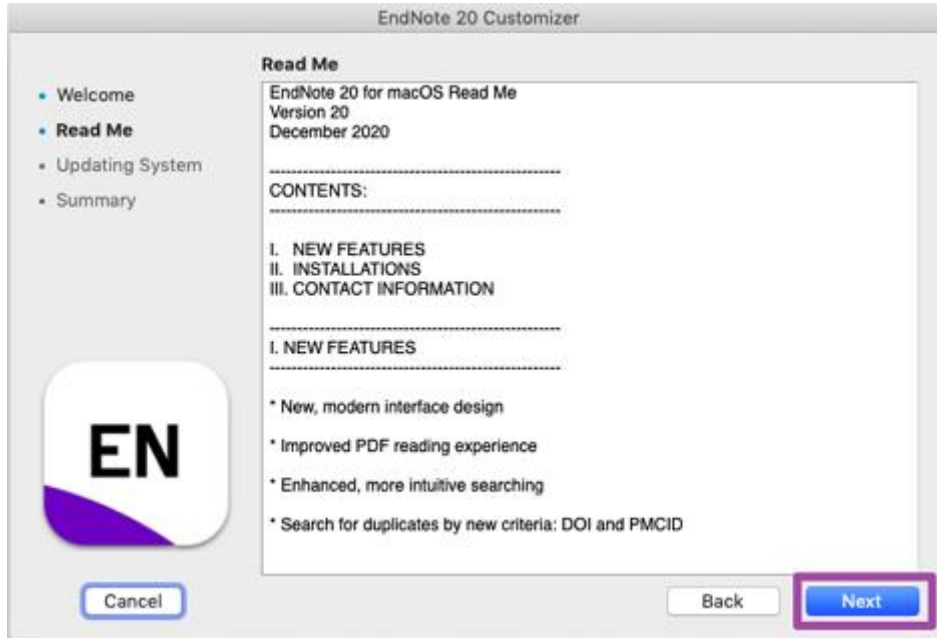 EndNote 20 Customizer
• Welcome
• Read Me
• Updating System
• Summary
Read Me
EndNote 20 for macOS Read Me
Version 20
December 2020
------------------------------------------------------------
CONTENTS:
------------------------------------------------------------
I. NEW FEATURES
II. INSTALLATIONS
III. CONTACT INFORMATION
------------------------------------------------------------
I. NEW FEATURES
------------------------------------------------------------
* New, modern interface design
* Improved PDF reading experience
* Enhanced, more intuitive searching
* Search for duplicates by new criteria: DOI and PMCID
EN
Cancel
Back
Next